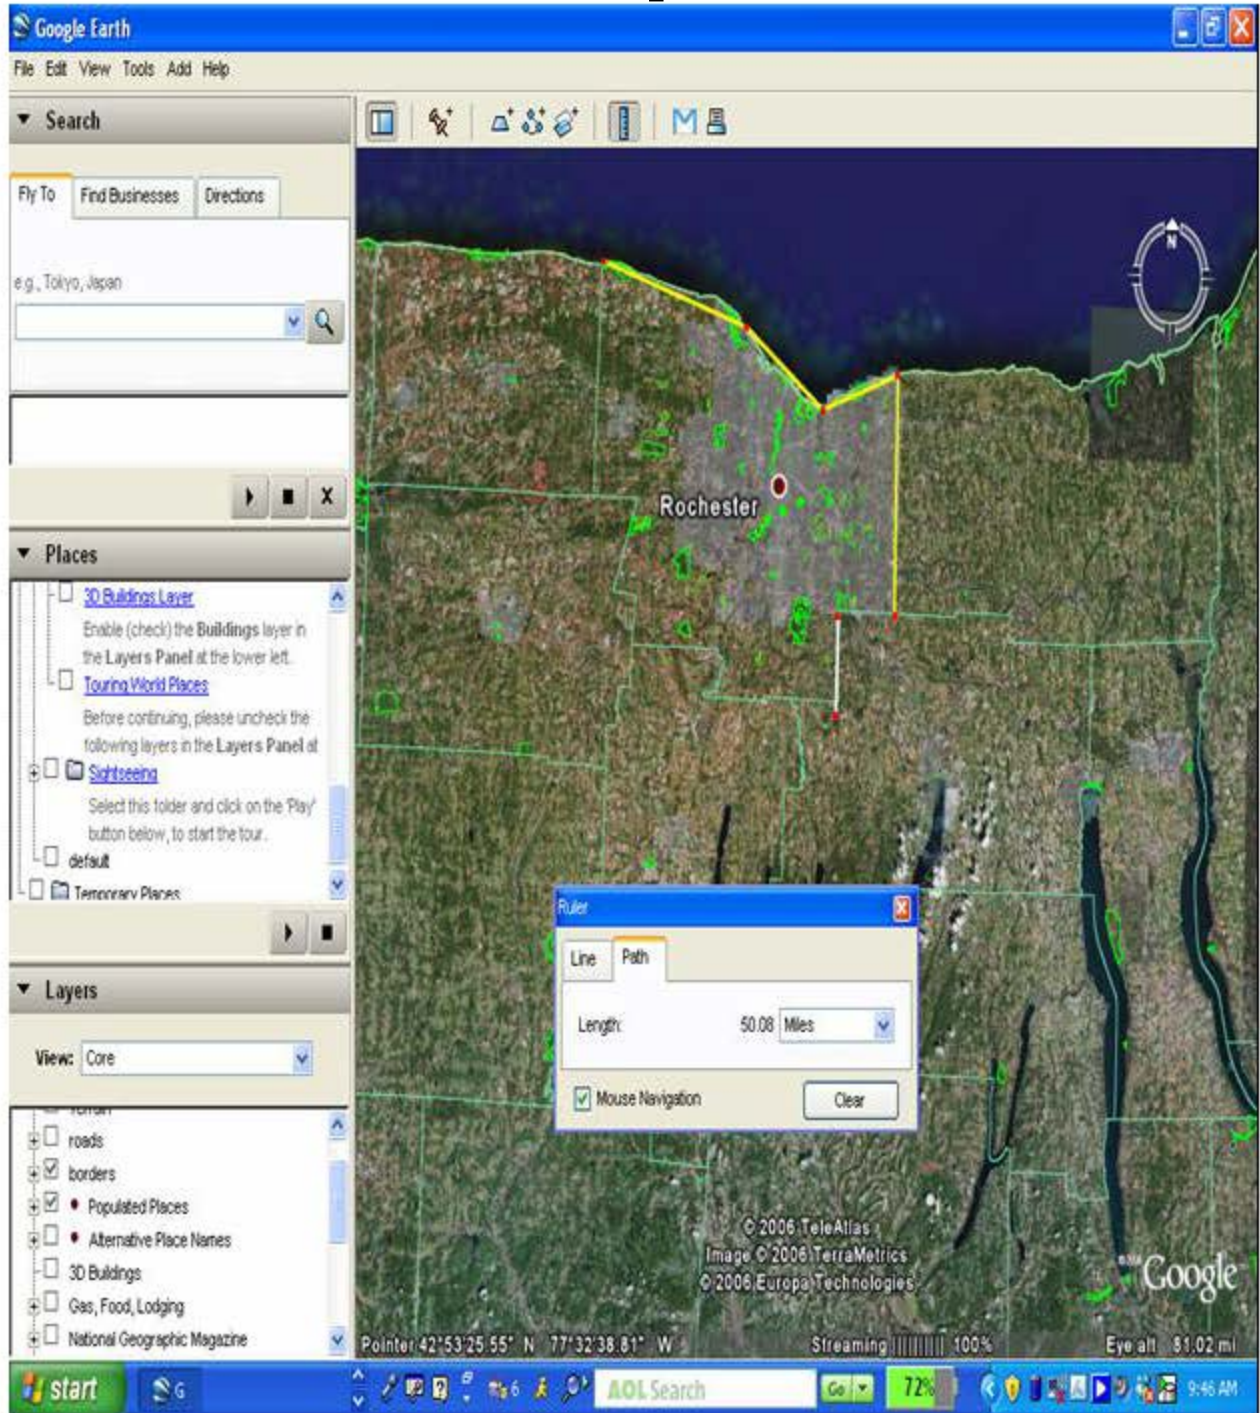 Google Earth
File Edit View Tools Add Help
Search
Fly To Find Businesses Directions
e.g., Tokyo, Japan
Places
3D Buildings Layer
Enable (check) the Buildings layer in
the Layers Panel at the lower left.
Touring World Places
Before continuing, please uncheck the
following layers in the Layers Panel at
Sightseeing
Select this folder and click on the 'Play'
button below, to start the tour.
default
Temporary Places
Layers
View: Core
Terrain
roads
borders
Populated Places
Alternative Place Names
3D Buildings
Gas, Food, Lodging
National Geographic Magazine
N
Rochester
Ruler
Line Path
Length: 50.08 Miles
Mouse Navigation Clear
© 2006 TeleAtlas
Image © 2006 TerraMetrics
© 2006 Europa Technologies
Google
Pointer 42°53'25.55" N 77°32'38.81" W Streaming |||||||||| 100% Eye alt 81.02 mi
start G 6 AOL Search Go 72% 9:46 AM